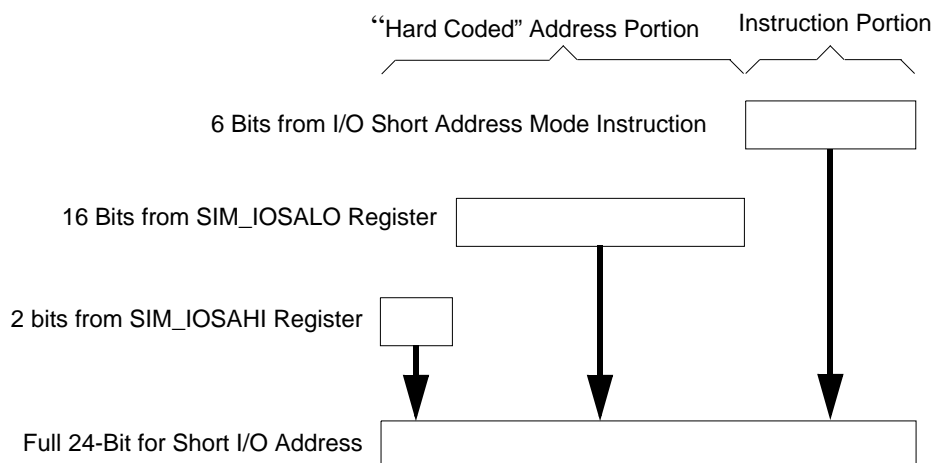 “Hard Coded” Address Portion
Instruction Portion
6 Bits from I/O Short Address Mode Instruction
16 Bits from SIM_IOSALO Register
2 bits from SIM_IOSAHI Register
Full 24-Bit for Short I/O Address